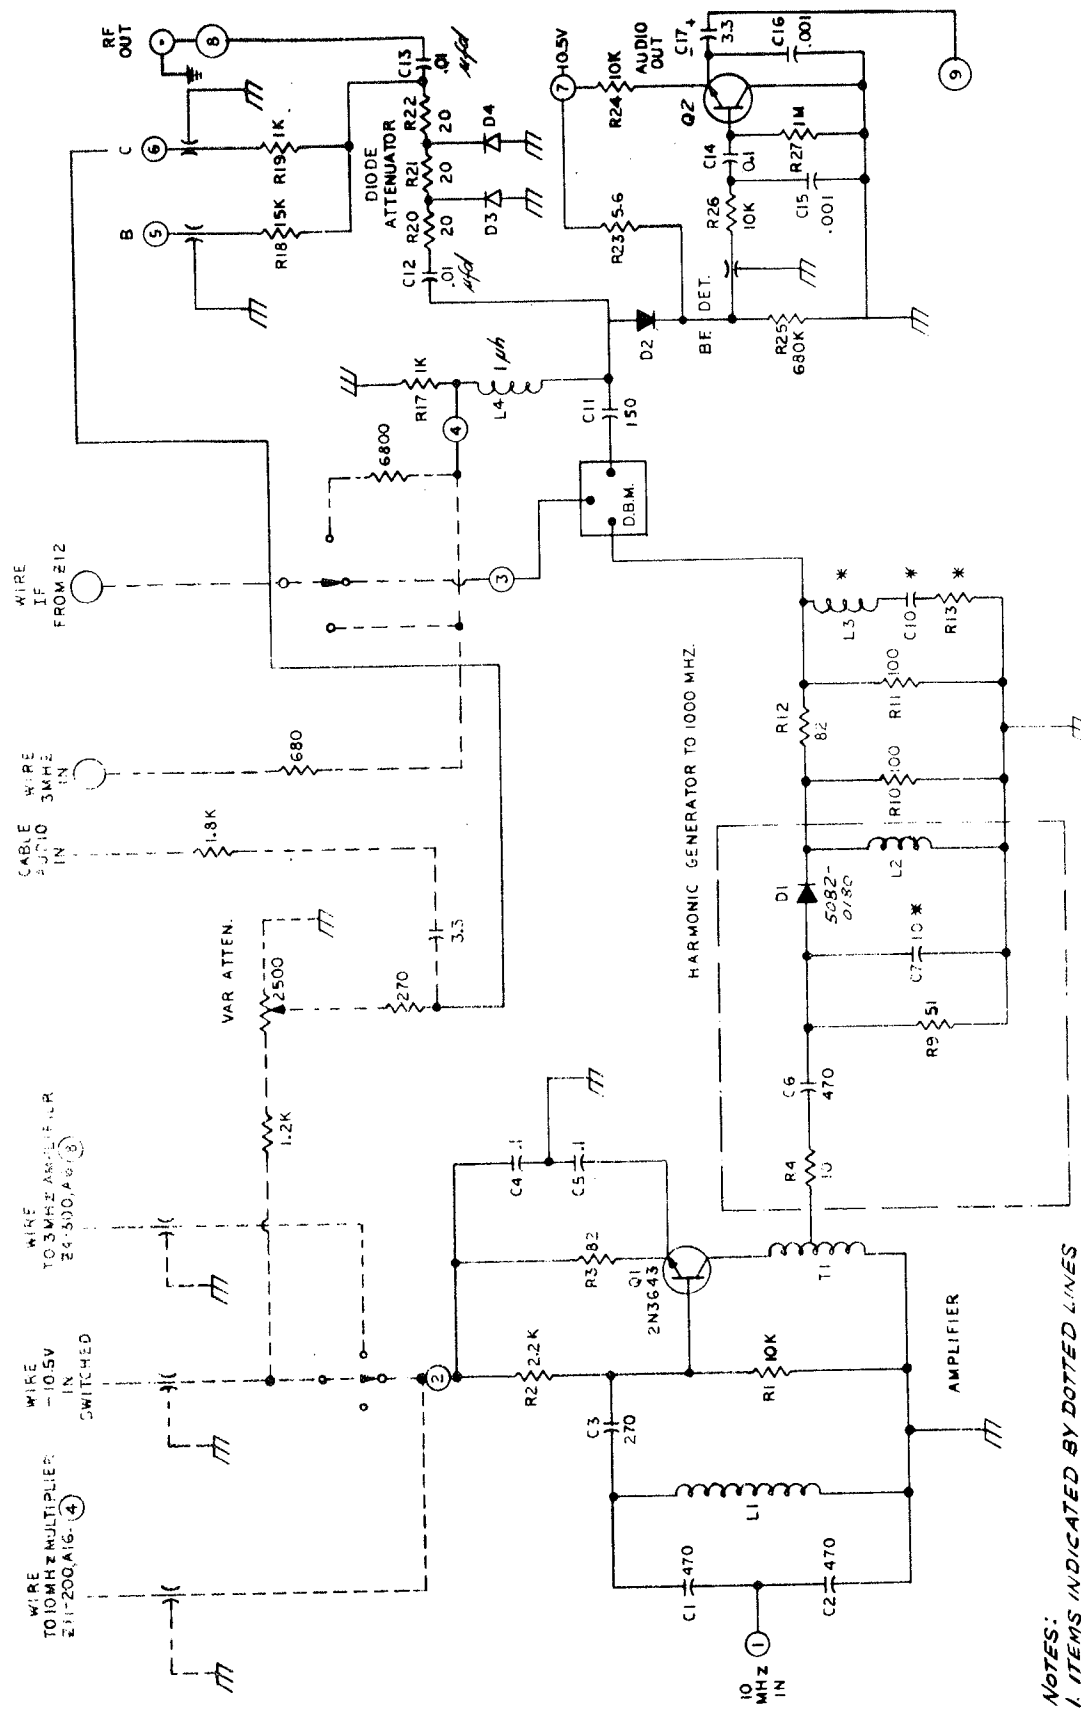 WIRE
TO 10MHZ MULTIPLIER
Z11-200, A16-
4
WIRE
-10.5V
IN
SWITCHED
WIRE
TO 3MHZ AMPLIFIER
8
CABLE
AUDIO
IN
WIRE
3MHZ
IN
WIRE
IF
FROM Z12
B
5
C
6
RF
OUT
8
1.2K
VAR ATTEN.
2500
270
3.3
1.8K
680
6800
R17
1K
4
L4
1 μh
3
R18
15K
R19
1K
DIODE
ATTENUATOR
C12
.01
μfd
R20
20
R21
20
R22
20
C13
.01
μfd
D3
D4
2
R2
2.2K
R3
82
C4
.1
C5
.1
Q1
2N3643
C3
270
R1
10K
L1
C1
470
C2
470
10
MHZ
IN
1
T1
AMPLIFIER
R4
10
C6
470
R9
51
C7
10 *
D1
5082-
0180
L2
HARMONIC GENERATOR TO 1000 MHZ.
R10
100
R12
82
R11
100
L3
*
C10
*
R13
*
D.B.M.
C11
150
D2
BF. DET.
R25
680K
R23
5.6
R26
10K
C15
.001
C14
0.1
R27
1M
7
-10.5V
R24
10K
AUDIO
OUT
Q2
C17
+
3.3
C16
.001
9
NOTES:
1. ITEMS INDICATED BY DOTTED LINES